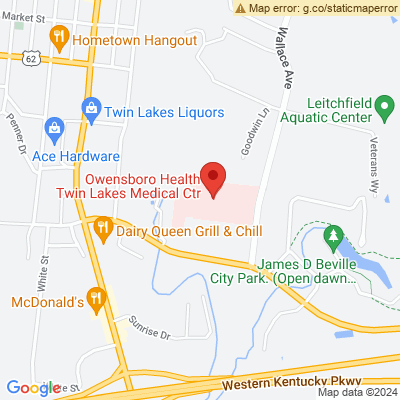 Map error: g.co/staticmaperror
Market St
Hometown Hangout
62
Wallace Ave
Twin Lakes Liquors
Goodwin Ln
Leitchfield
Aquatic Center
Penner Dr
Ace Hardware
Veterans Wy
Owensboro Health
Twin Lakes Medical Ctr
Dairy Queen Grill & Chill
White St
James D Beville
City Park. (Open dawn...
McDonald's
Sunrise Dr
Google
Western Kentucky Pkwy
Map data ©2024